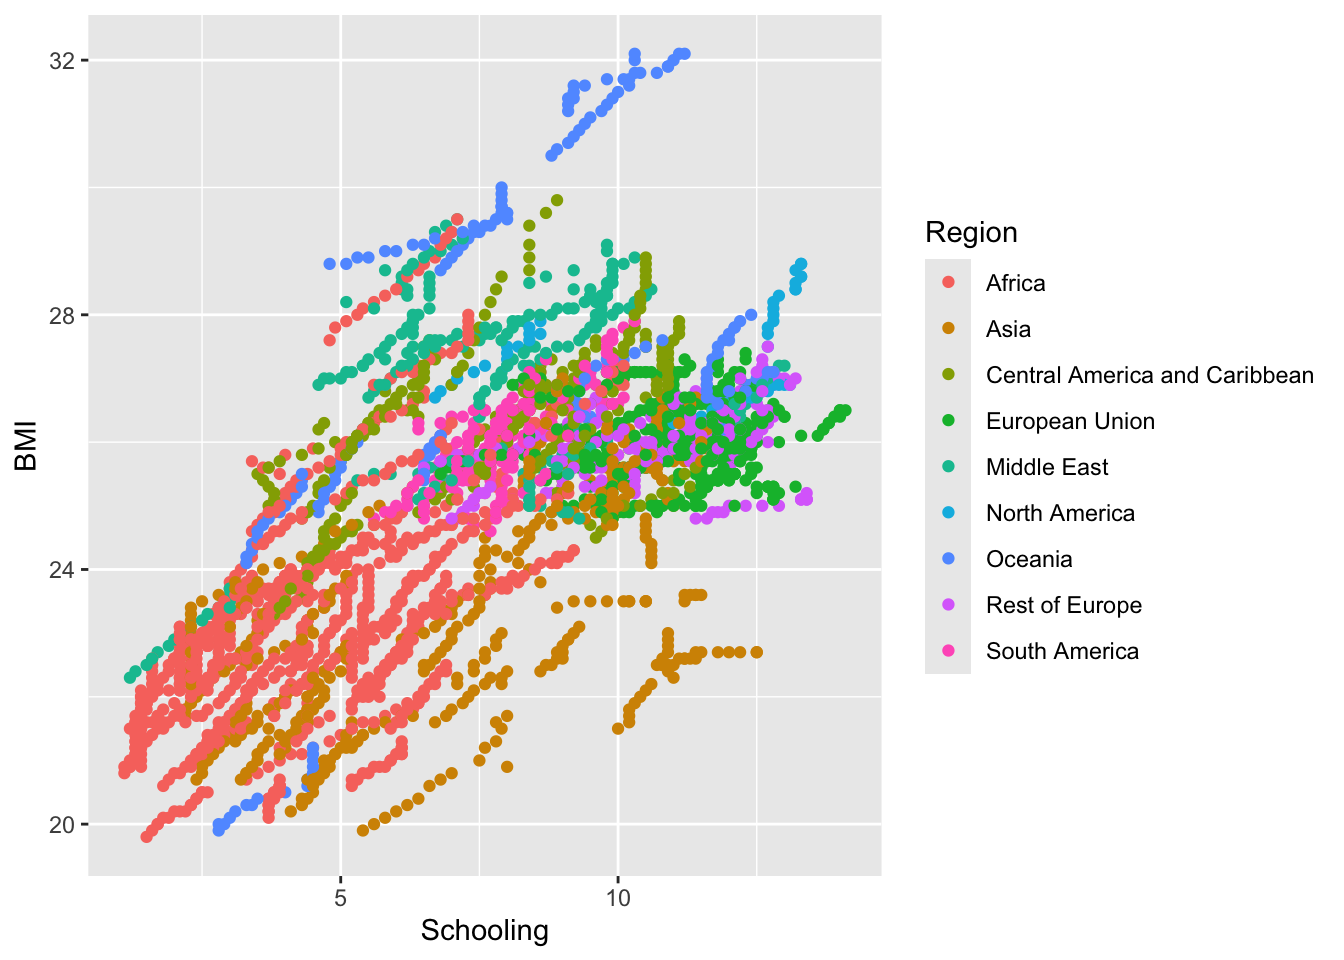 32
28
24
20
BMI
5
10
Schooling
Region
Africa
Asia
Central America and Caribbean
European Union
Middle East
North America
Oceania
Rest of Europe
South America